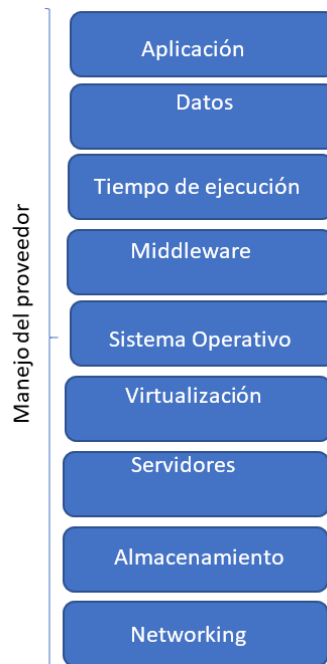 Manejo del proveedor
Aplicación
Datos
Tiempo de ejecución
Middleware
Sistema Operativo
Virtualización
Servidores
Almacenamiento
Networking